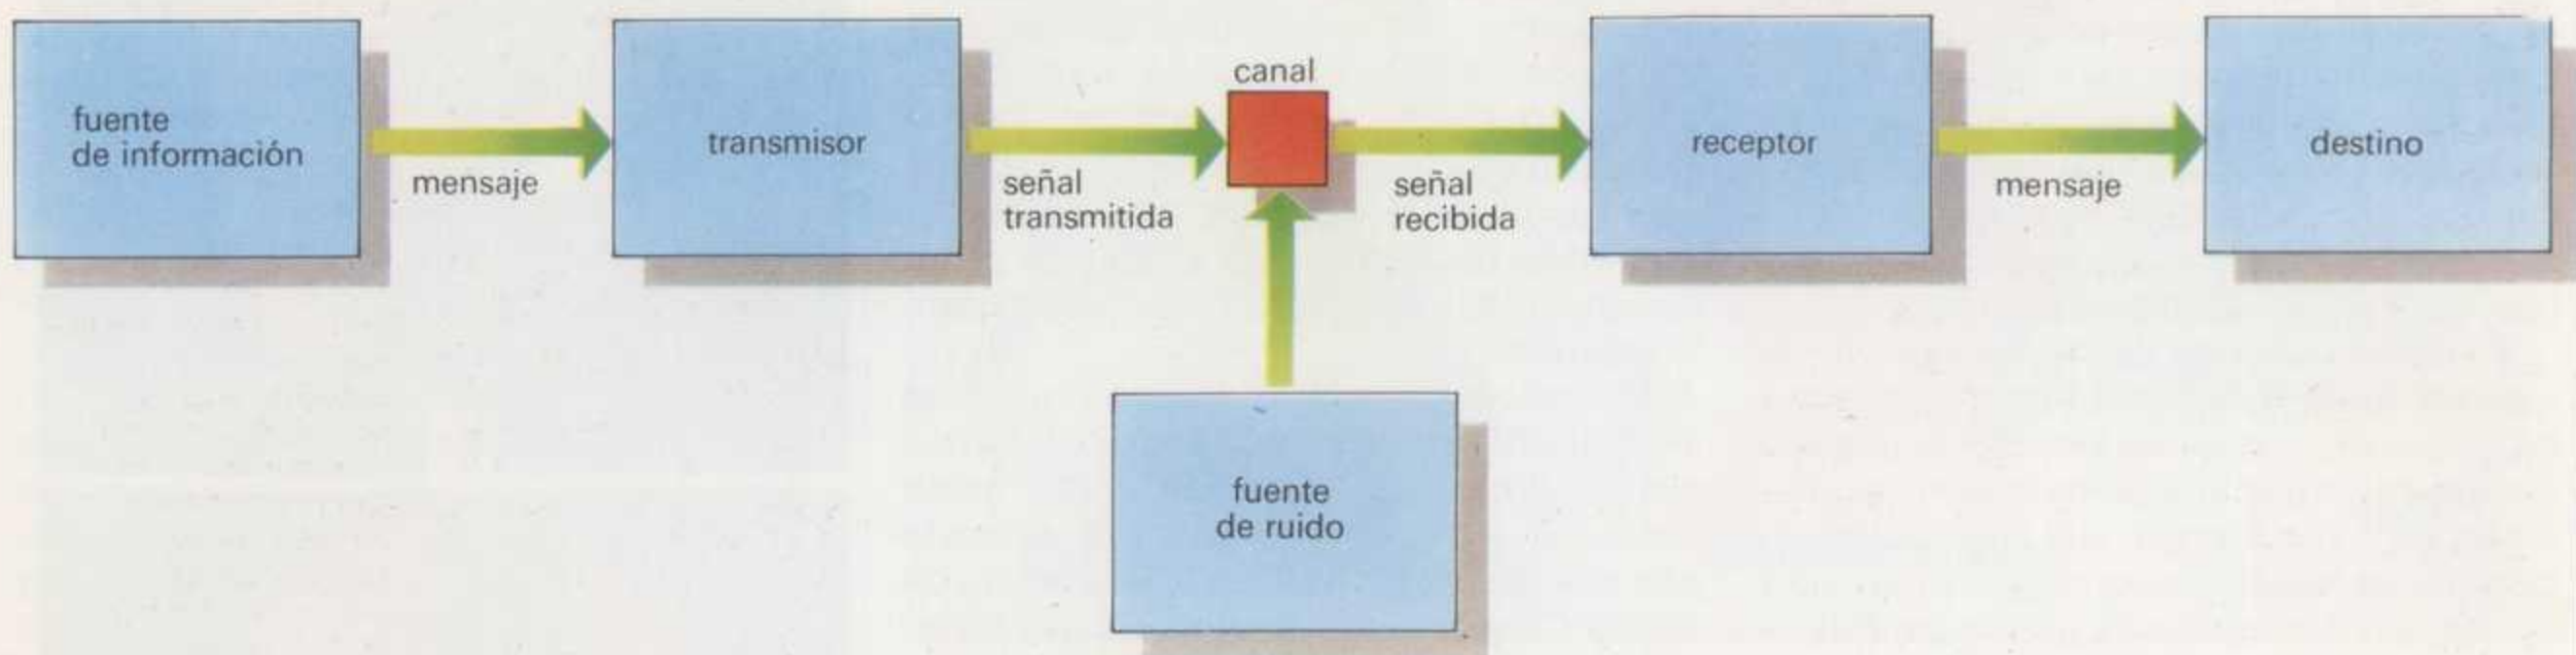 fuente
de información
mensaje
transmisor
señal
transmitida
canal
señal
recibida
receptor
mensaje
destino
fuente
de ruido